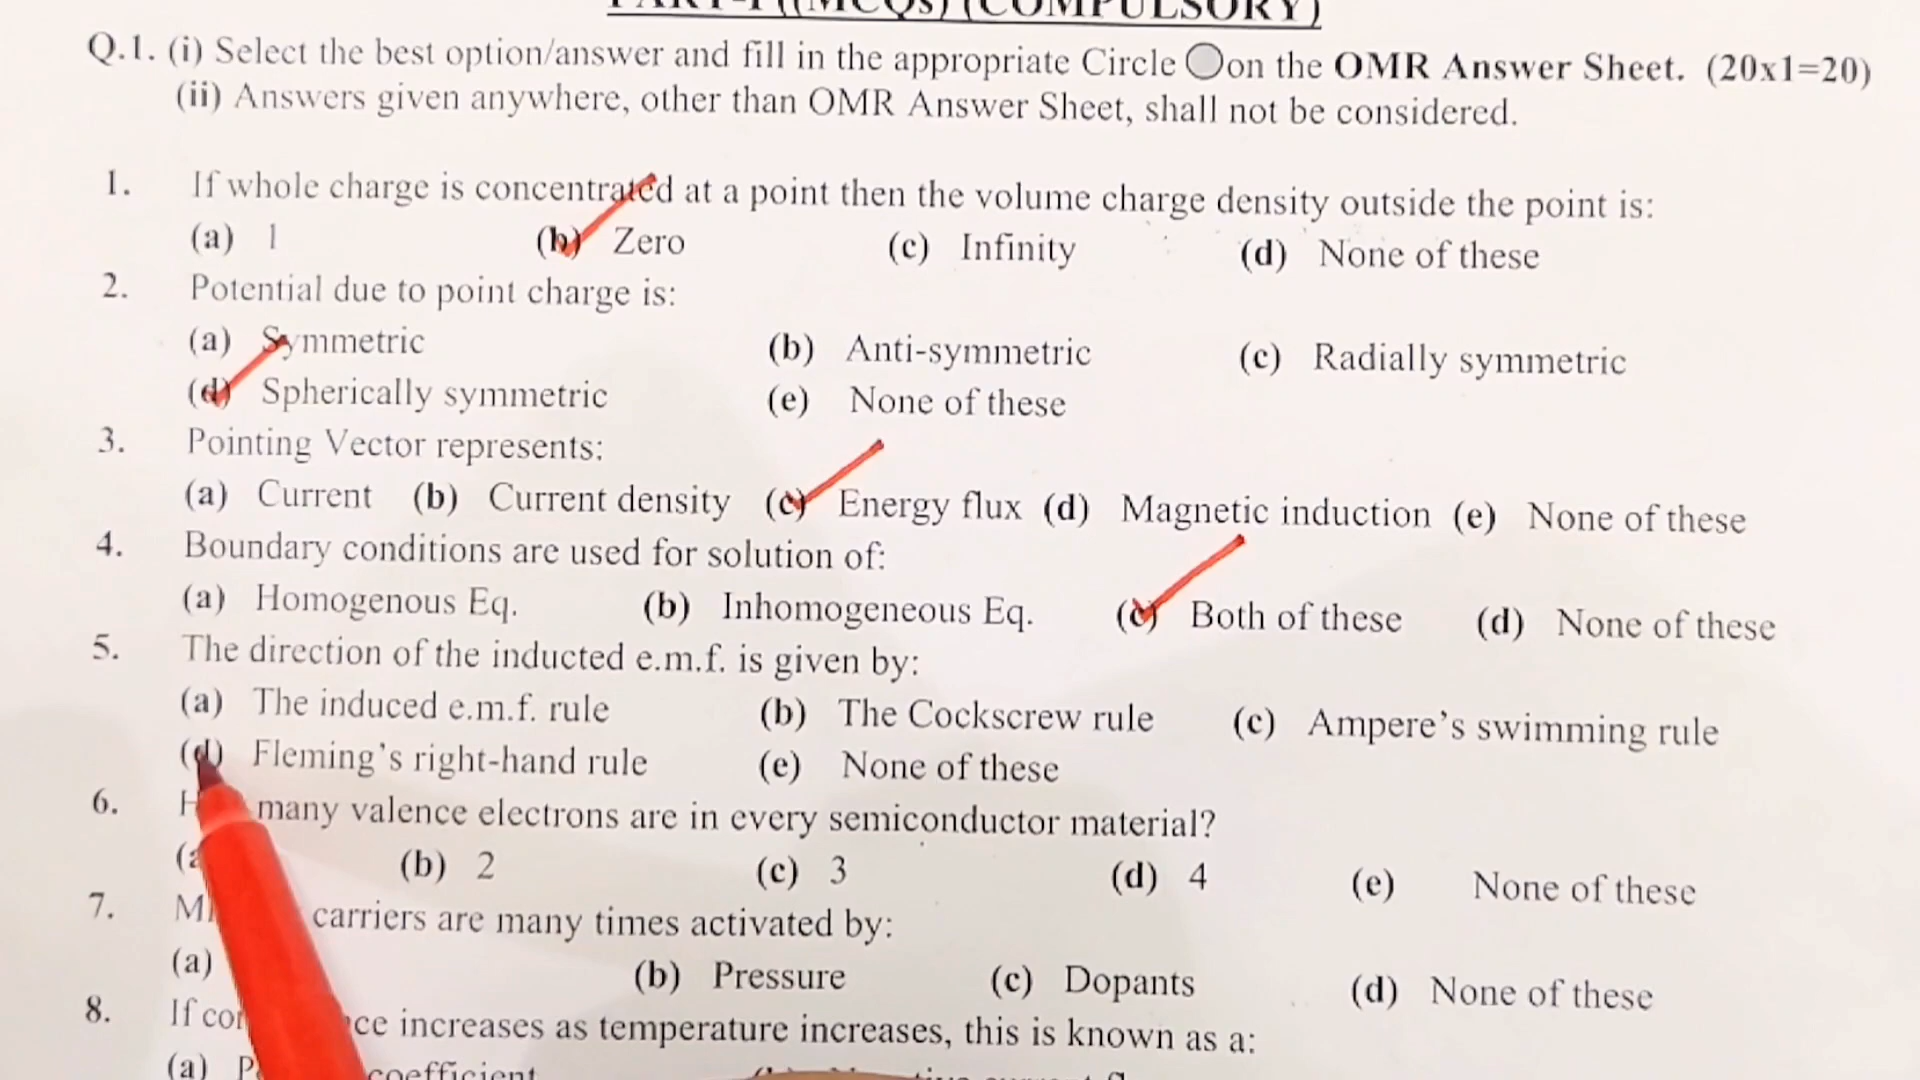 PART-I ((MCQs) (COMPULSORY)
Q.1. (i) Select the best option/answer and fill in the appropriate Circle on the OMR Answer Sheet. (20x1=20)
(ii) Answers given anywhere, other than OMR Answer Sheet, shall not be considered.
1. If whole charge is concentrated at a point then the volume charge density outside the point is:
(a) 1 (b) Zero (c) Infinity (d) None of these
2. Potential due to point charge is:
(a) Symmetric (b) Anti-symmetric (c) Radially symmetric
(d) Spherically symmetric (e) None of these
3. Pointing Vector represents:
(a) Current (b) Current density (c) Energy flux (d) Magnetic induction (e) None of these
4. Boundary conditions are used for solution of:
(a) Homogenous Eq. (b) Inhomogeneous Eq. (c) Both of these (d) None of these
5. The direction of the inducted e.m.f. is given by:
(a) The induced e.m.f. rule (b) The Cockscrew rule (c) Ampere's swimming rule
(d) Fleming's right-hand rule (e) None of these
6. many valence electrons are in every semiconductor material?
(b) 2 (c) 3 (d) 4 (e) None of these
7. carriers are many times activated by:
(a) (b) Pressure (c) Dopants (d) None of these
8. If increases as temperature increases, this is known as a:
(a) coefficient